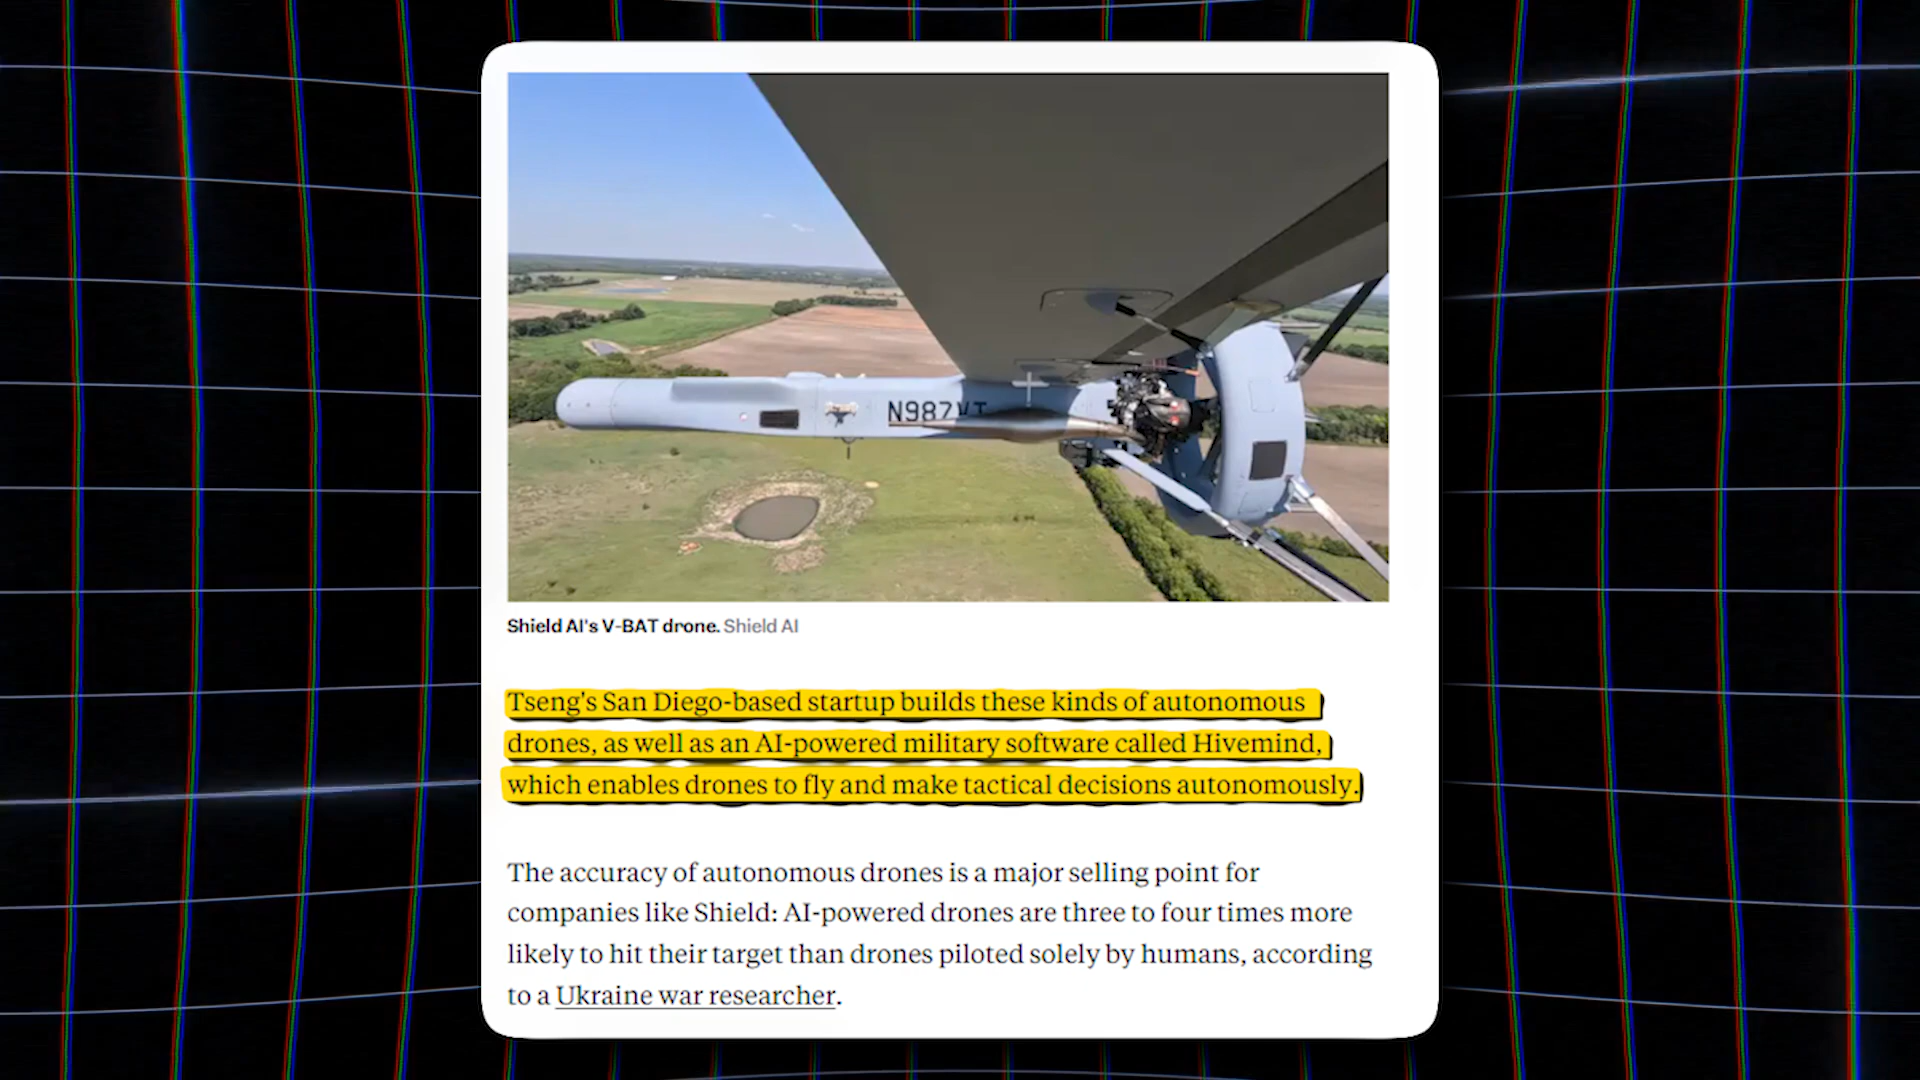 N987
Shield AI's V-BAT drone. Shield AI
Tseng's San Diego-based startup builds these kinds of autonomous
drones, as well as an AI-powered military software called Hivemind,
which enables drones to fly and make tactical decisions autonomously.
The accuracy of autonomous drones is a major selling point for
companies like Shield: AI-powered drones are three to four times more
likely to hit their target than drones piloted solely by humans, according
to a Ukraine war researcher.